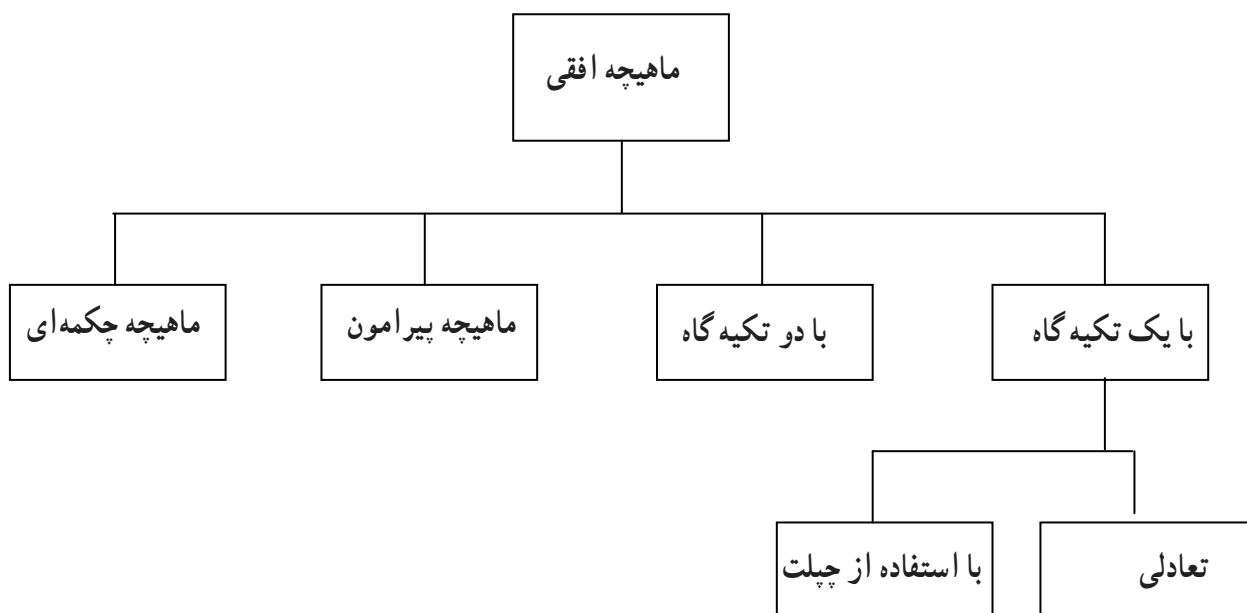 ماهیچه افقی
با یک تکیه‌گاه
با دو تکیه‌گاه
ماهیچه پیرامون
ماهیچه چکمه‌ای
تعادلی
با استفاده از چپلت